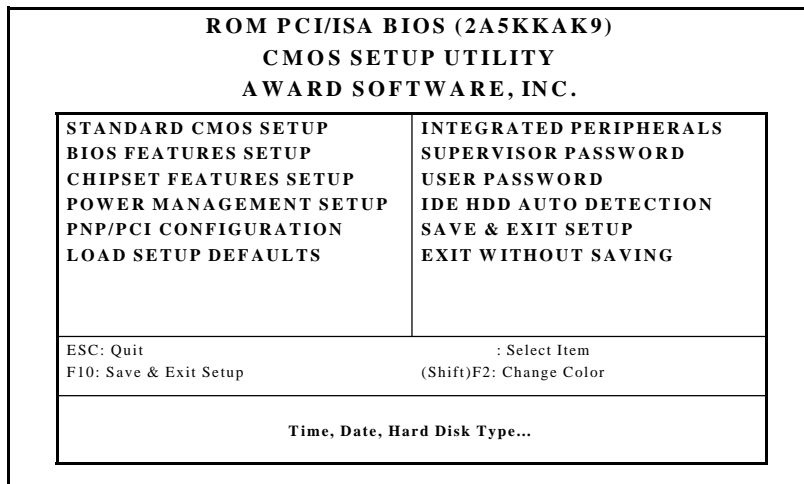 ROM PCI/ISA BIOS (2A5KKAK9)
CMOS SETUP UTILITY
AWARD SOFTWARE, INC.
STANDARD CMOS SETUP
BIOS FEATURES SETUP
CHIPSET FEATURES SETUP
POWER MANAGEMENT SETUP
PNP/PCI CONFIGURATION
LOAD SETUP DEFAULTS
INTEGRATED PERIPHERALS
SUPERVISOR PASSWORD
USER PASSWORD
IDE HDD AUTO DETECTION
SAVE & EXIT SETUP
EXIT WITHOUT SAVING
ESC: Quit
: Select Item
F10: Save & Exit Setup
(Shift)F2: Change Color
Time, Date, Hard Disk Type...